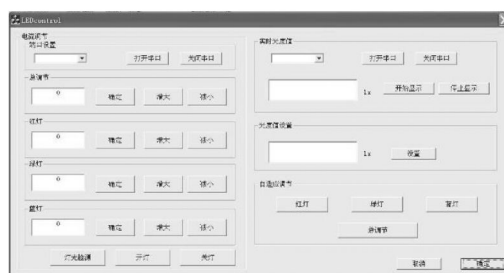 LEDcontrol
电流调节
端口设置
打开串口 关闭串口
总调节
0 确定 增大 减小
红灯
0 确定 增大 减小
绿灯
0 确定 增大 减小
蓝灯
0 确定 增大 减小
灯光检测 开灯 关灯
实时光度值
打开串口 关闭串口
lx 开始显示 停止显示
光度值设置
lx 设置
自适应调节
红灯 绿灯 蓝灯
总调节
取消 确定